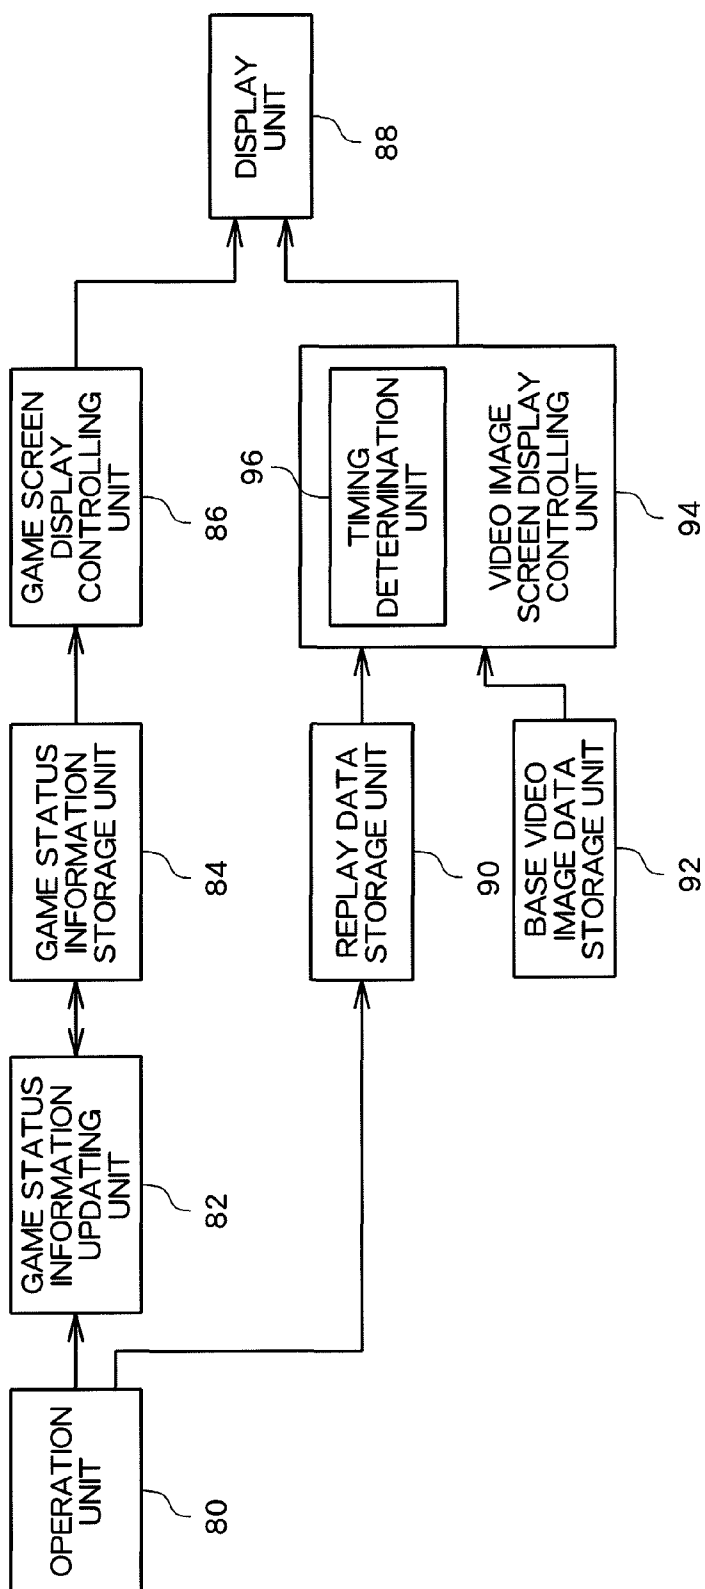 OPERATION
UNIT
80
GAME STATUS
INFORMATION
UPDATING
UNIT
82
GAME STATUS
INFORMATION
STORAGE UNIT
84
GAME SCREEN
DISPLAY
CONTROLLING
UNIT
86
DISPLAY
UNIT
88
REPLAY DATA
STORAGE UNIT
90
BASE VIDEO
IMAGE DATA
STORAGE UNIT
92
96
TIMING
DETERMINATION
UNIT
VIDEO IMAGE
SCREEN DISPLAY
CONTROLLING
UNIT
94